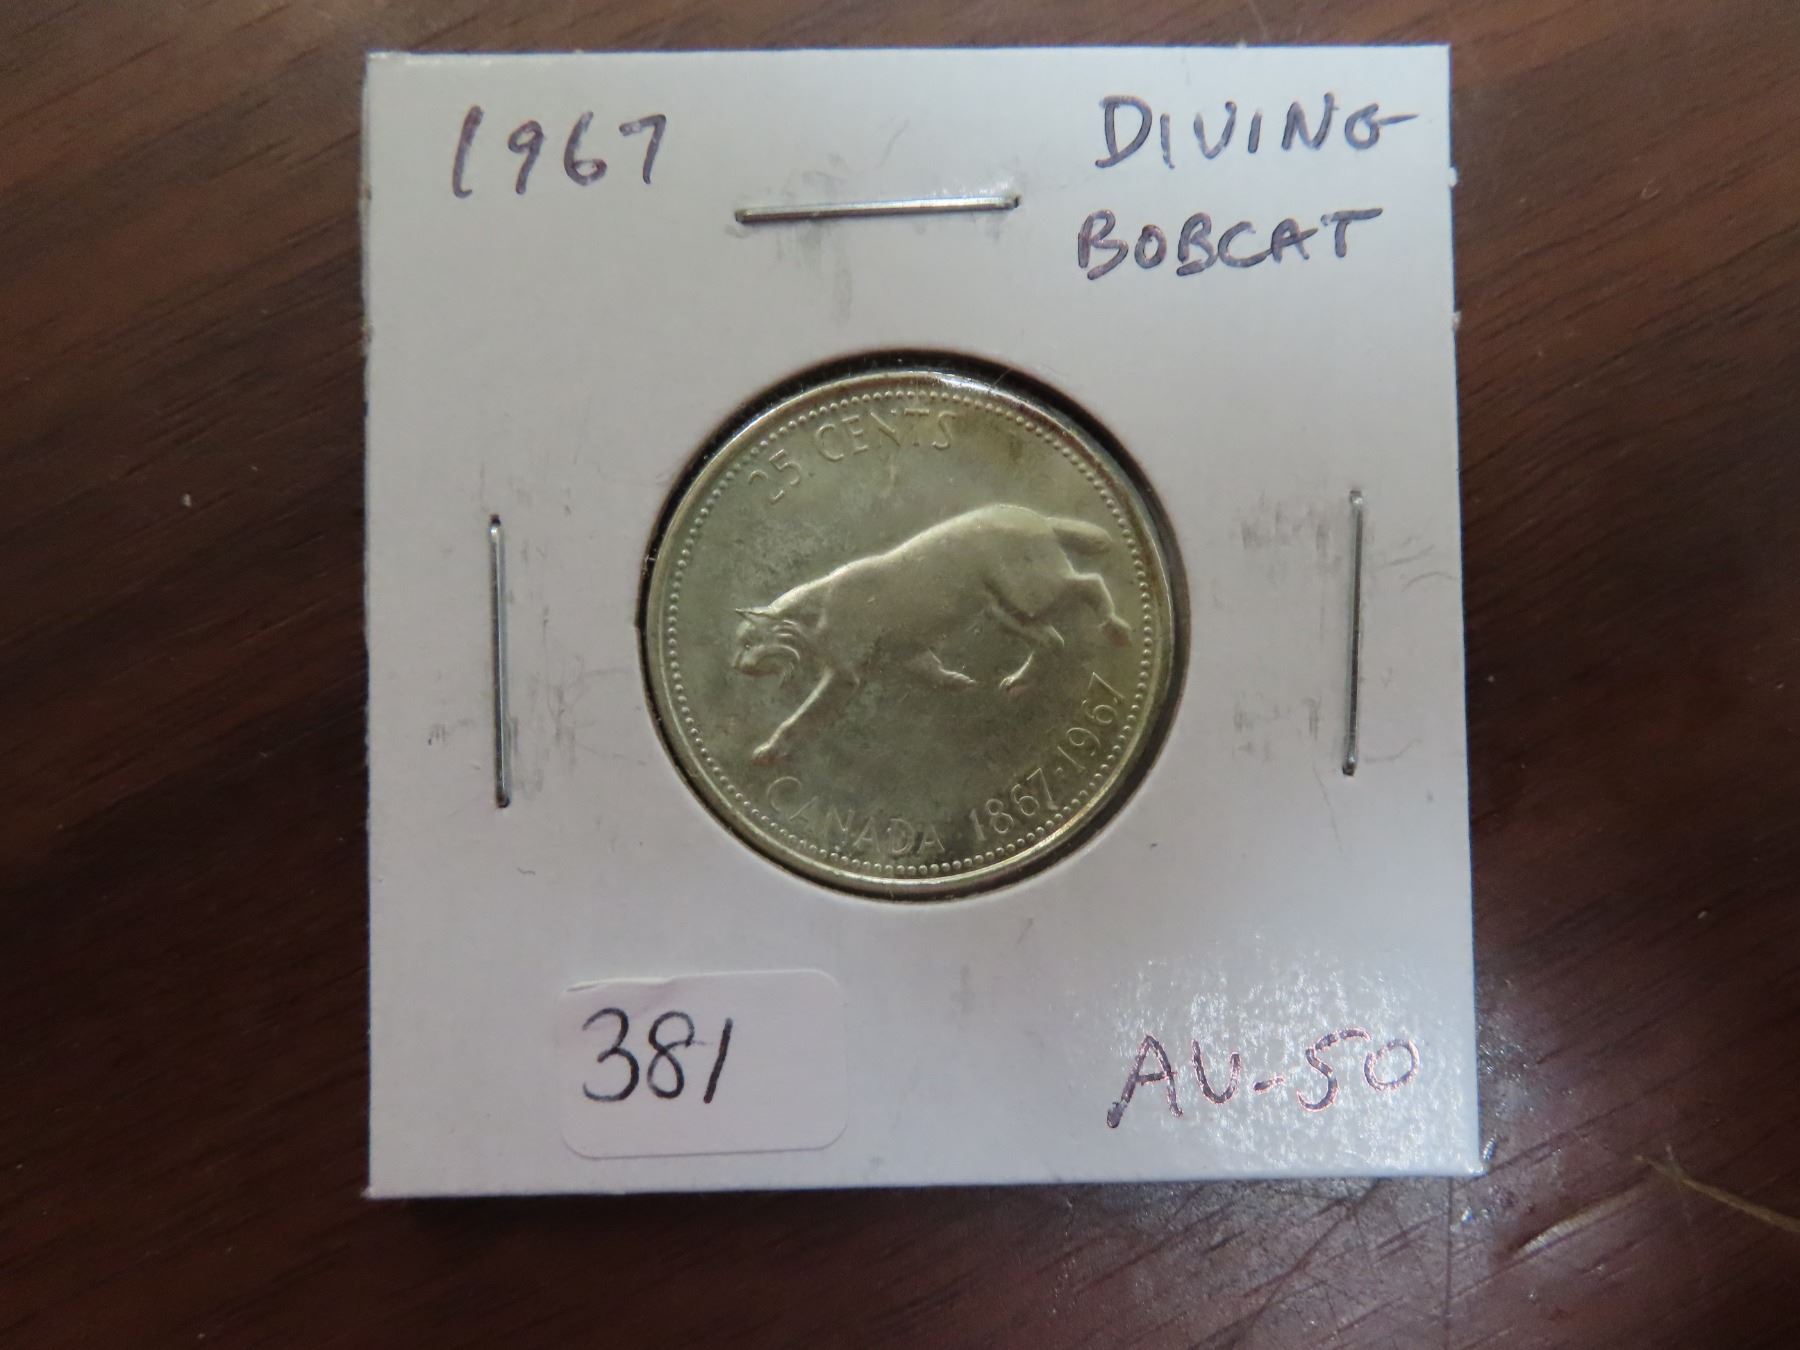 1967
DIVING
BOBCAT
25 CENTS
CANADA 1867·1967
381
AU-50